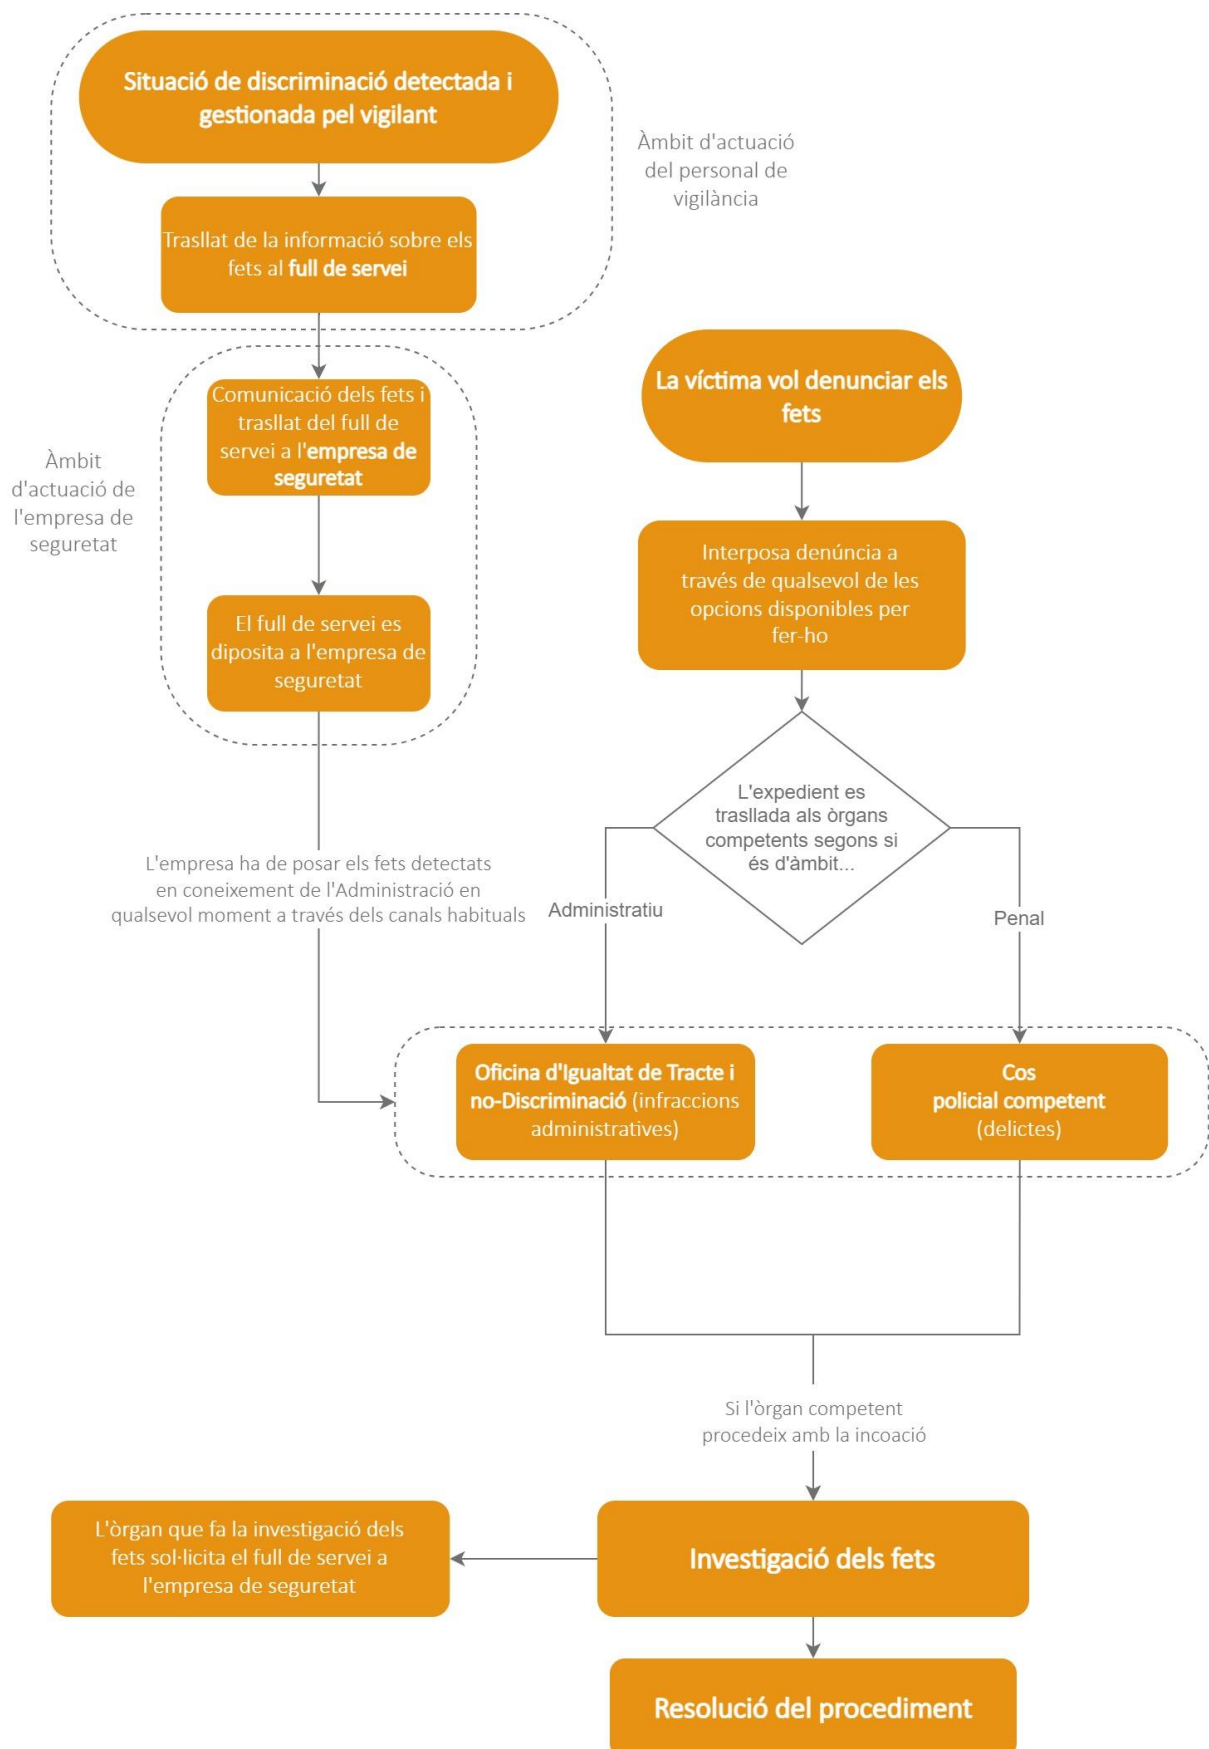 Situació de discriminació detectada i
gestionada pel vigilant
Àmbit d'actuació
del personal de
vigilància
Trasllat de la informació sobre els
fets al full de servei
Comunicació dels fets i
trasllat del full de
servei a l'empresa de
seguretat
Àmbit
d'actuació de
l'empresa de
seguretat
El full de servei es
diposita a l'empresa de
seguretat
La víctima vol denunciar els
fets
Interposa denúncia a
través de qualsevol de les
opcions disponibles per
fer-ho
L'expedient es
trasllada als òrgans
competents segons si
és d'àmbit...
L'empresa ha de posar els fets detectats
en coneixement de l'Administració en
qualsevol moment a través dels canals habituals
Administratiu
Penal
Oficina d'Igualtat de Tracte i
no-Discriminació (infraccions
administratives)
Cos
policial competent
(delictes)
Si l'òrgan competent
procedeix amb la incoació
L'òrgan que fa la investigació dels
fets sol·licita el full de servei a
l'empresa de seguretat
Investigació dels fets
Resolució del procediment